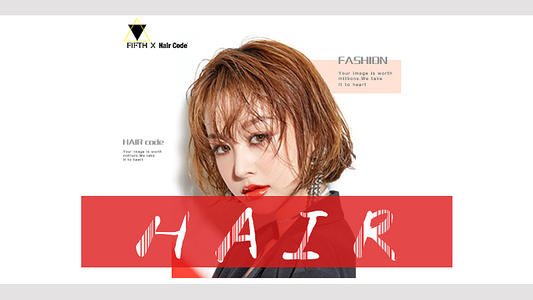 FIFTH X Hair Code
FASHION
Your image is worth
millions.We take
it to heart
HAIR code
Your image is worth
millions.We take
it to heart
HAIR